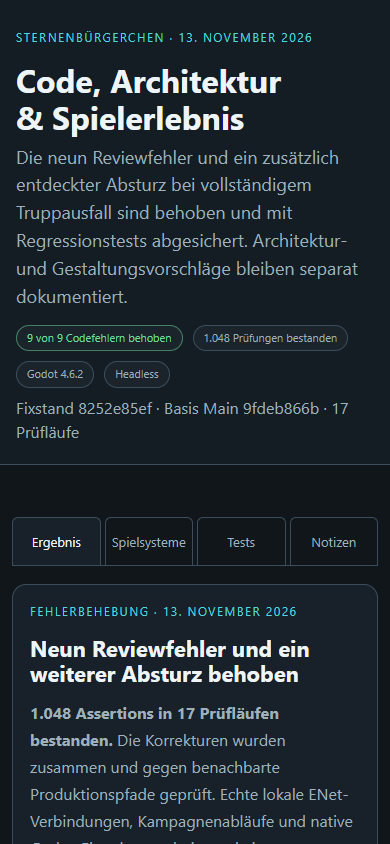 STERNENBÜRGERCHEN · 13. NOVEMBER 2026
Code, Architektur
& Spielerlebnis
Die neun Reviewfehler und ein zusätzlich
entdeckter Absturz bei vollständigem
Truppausfall sind behoben und mit
Regressionstests abgesichert. Architektur-
und Gestaltungsvorschläge bleiben separat
dokumentiert.
9 von 9 Codefehlern behoben
1.048 Prüfungen bestanden
Godot 4.6.2
Headless
Fixstand 8252e85ef · Basis Main 9fdeb866b · 17
Prüfläufe
Ergebnis
Spielsysteme
Tests
Notizen
FEHLERBEHEBUNG · 13. NOVEMBER 2026
Neun Reviewfehler und ein
weiterer Absturz behoben
1.048 Assertions in 17 Prüfläufen
bestanden. Die Korrekturen wurden
zusammen und gegen benachbarte
Produktionspfade geprüft. Echte lokale ENet-
Verbindungen, Kampagnenabläufe und native